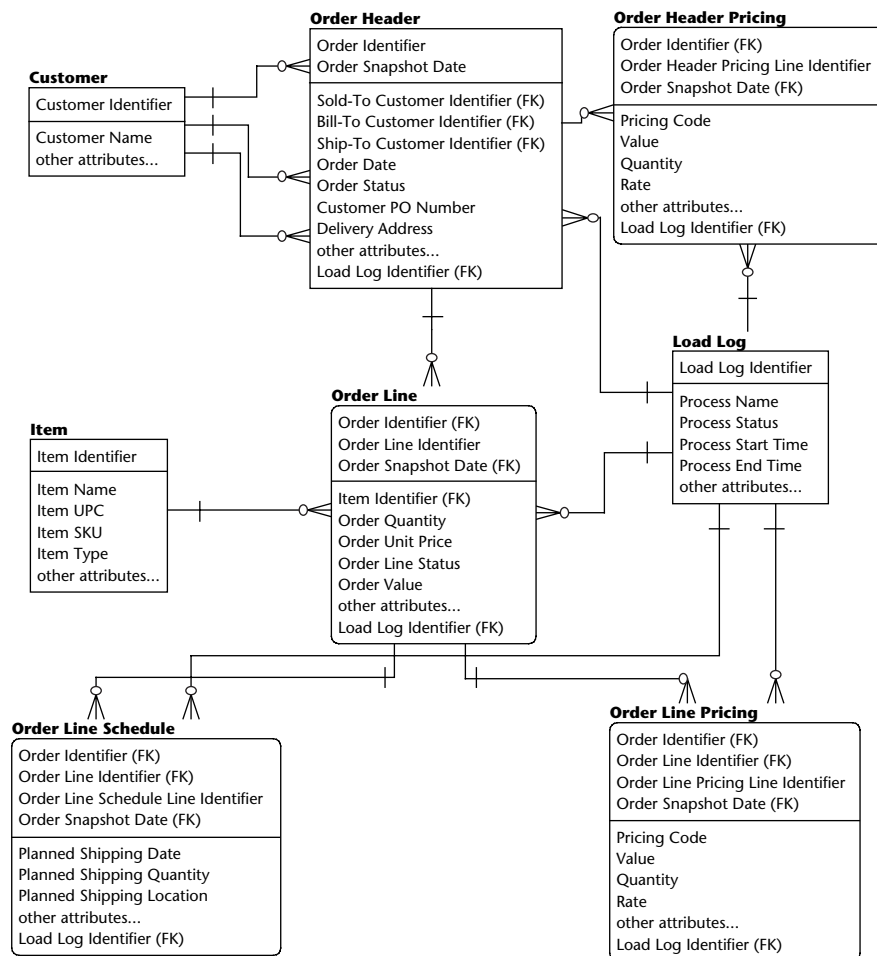 Order Header
Order Identifier
Order Snapshot Date
Sold-To Customer Identifier (FK)
Bill-To Customer Identifier (FK)
Ship-To Customer Identifier (FK)
Order Date
Order Status
Customer PO Number
Delivery Address
other attributes...
Load Log Identifier (FK)
Order Header Pricing
Order Identifier (FK)
Order Header Pricing Line Identifier
Order Snapshot Date (FK)
Pricing Code
Value
Quantity
Rate
other attributes...
Load Log Identifier (FK)
Customer
Customer Identifier
Customer Name
other attributes...
Load Log
Load Log Identifier
Process Name
Process Status
Process Start Time
Process End Time
other attributes...
Order Line
Order Identifier (FK)
Order Line Identifier
Order Snapshot Date (FK)
Item Identifier (FK)
Order Quantity
Order Unit Price
Order Line Status
Order Value
other attributes...
Load Log Identifier (FK)
Item
Item Identifier
Item Name
Item UPC
Item SKU
Item Type
other attributes...
Order Line Schedule
Order Identifier (FK)
Order Line Identifier (FK)
Order Line Schedule Line Identifier
Order Snapshot Date (FK)
Planned Shipping Date
Planned Shipping Quantity
Planned Shipping Location
other attributes...
Load Log Identifier (FK)
Order Line Pricing
Order Identifier (FK)
Order Line Identifier (FK)
Order Line Pricing Line Identifier
Order Snapshot Date (FK)
Pricing Code
Value
Quantity
Rate
other attributes...
Load Log Identifier (FK)